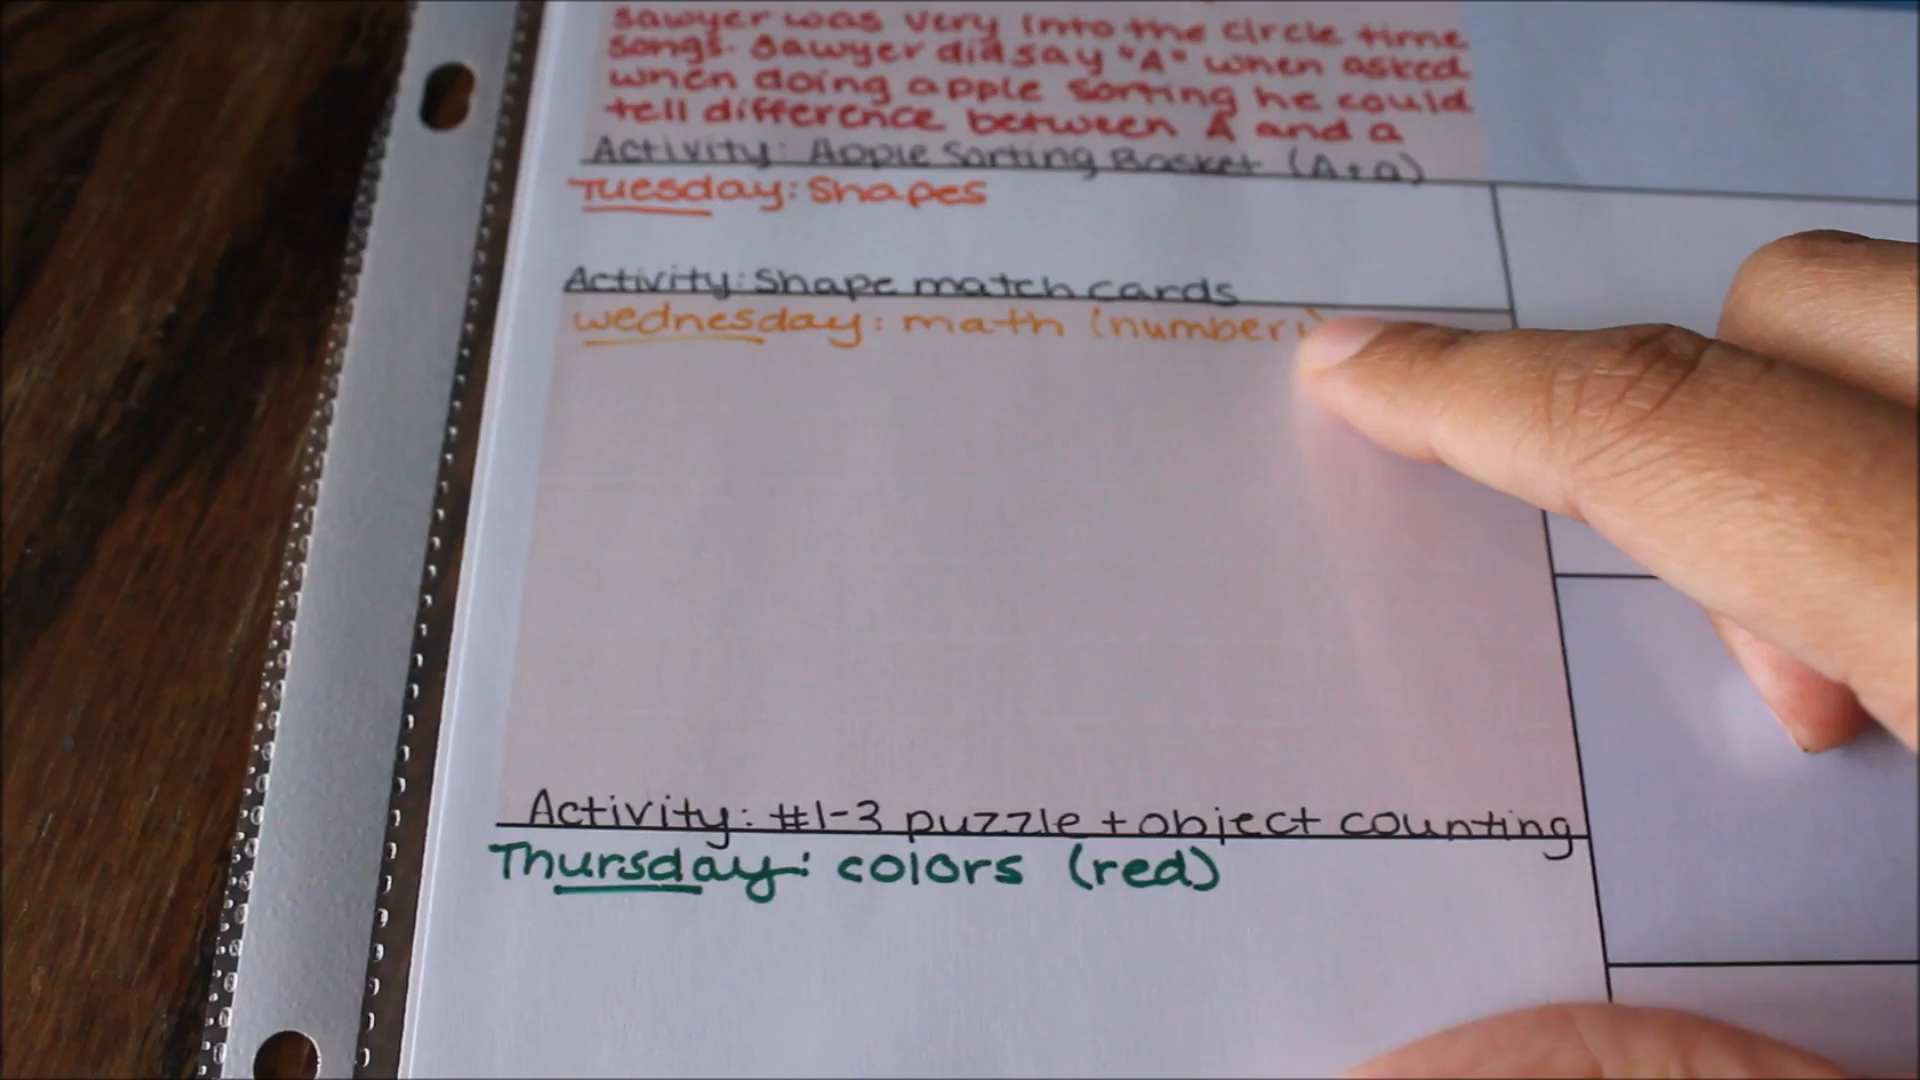 Sawyer was very into the circle time
songs. Sawyer did say "A" when asked
when doing apple sorting he could
tell difference between A and a
Activity: Apple Sorting Basket (A+a)
Tuesday: Shapes
Activity: Shape match cards
Wednesday: math (number 1)
Activity: #1-3 puzzle + object counting
Thursday: colors (red)